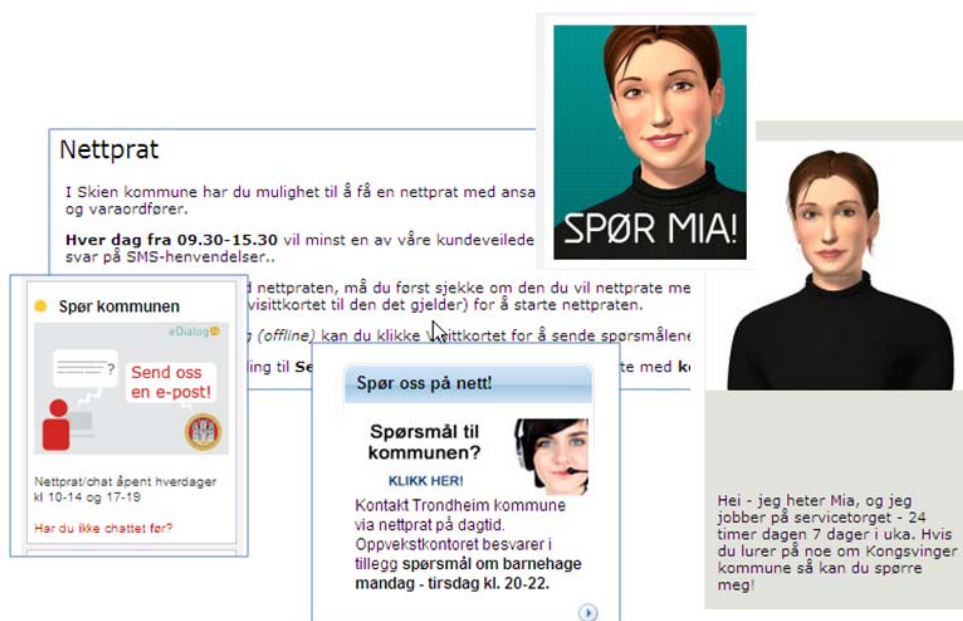 SPØR MIA!
Nettprat
I Skien kommune har du mulighet til å få en nettprat med ansa
og varaordfører.
Hver dag fra 09.30-15.30 vil minst en av våre kundeveilede
svar på SMS-henvendelser..
nettpraten, må du først sjekke om den du vil nettprate me
visittkortet til den det gjelder) for å starte nettpraten.
(offline) kan du klikke visittkortet for å sende spørsmålene
ling til Se
te med k
Spør kommunen
eDialog
?
Send oss
en e-post!
Nettprat/chat åpent hverdager
kl 10-14 og 17-19
Har du ikke chattet før?
Spør oss på nett!
Spørsmål til
kommunen?
KLIKK HER!
Kontakt Trondheim kommune
via nettprat på dagtid.
Oppvekstkontoret besvarer i
tillegg spørsmål om barnehage
mandag - tirsdag kl. 20-22.
Hei - jeg heter Mia, og jeg
jobber på servicetorget - 24
timer dagen 7 dager i uka. Hvis
du lurer på noe om Kongsvinger
kommune så kan du spørre
meg!